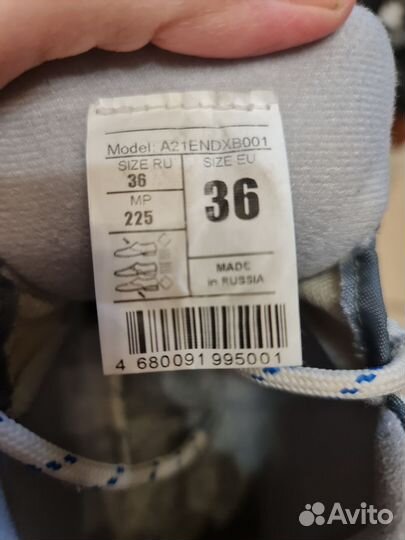 Model: A21ENDXB001
SIZE RU
36
MP
225
SIZE EU
36
MADE
in RUSSIA
4 680091 995001
Avito